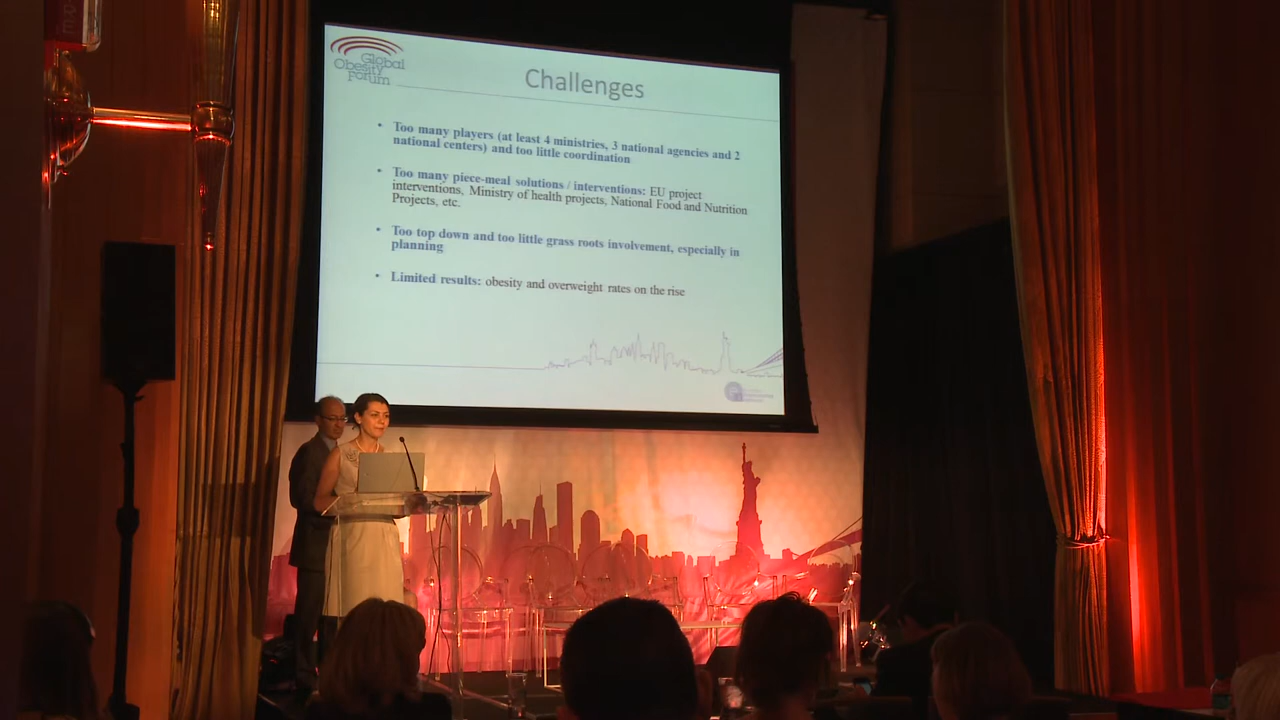 Global
Obesity
Forum
Challenges
• Too many players (at least 4 ministries, 3 national agencies and 2
national centers) and too little coordination
• Too many piece-meal solutions / interventions: EU project
interventions, Ministry of health projects, National Food and Nutrition
Projects, etc.
• Too top down and too little grass roots involvement, especially in
planning
• Limited results: obesity and overweight rates on the rise